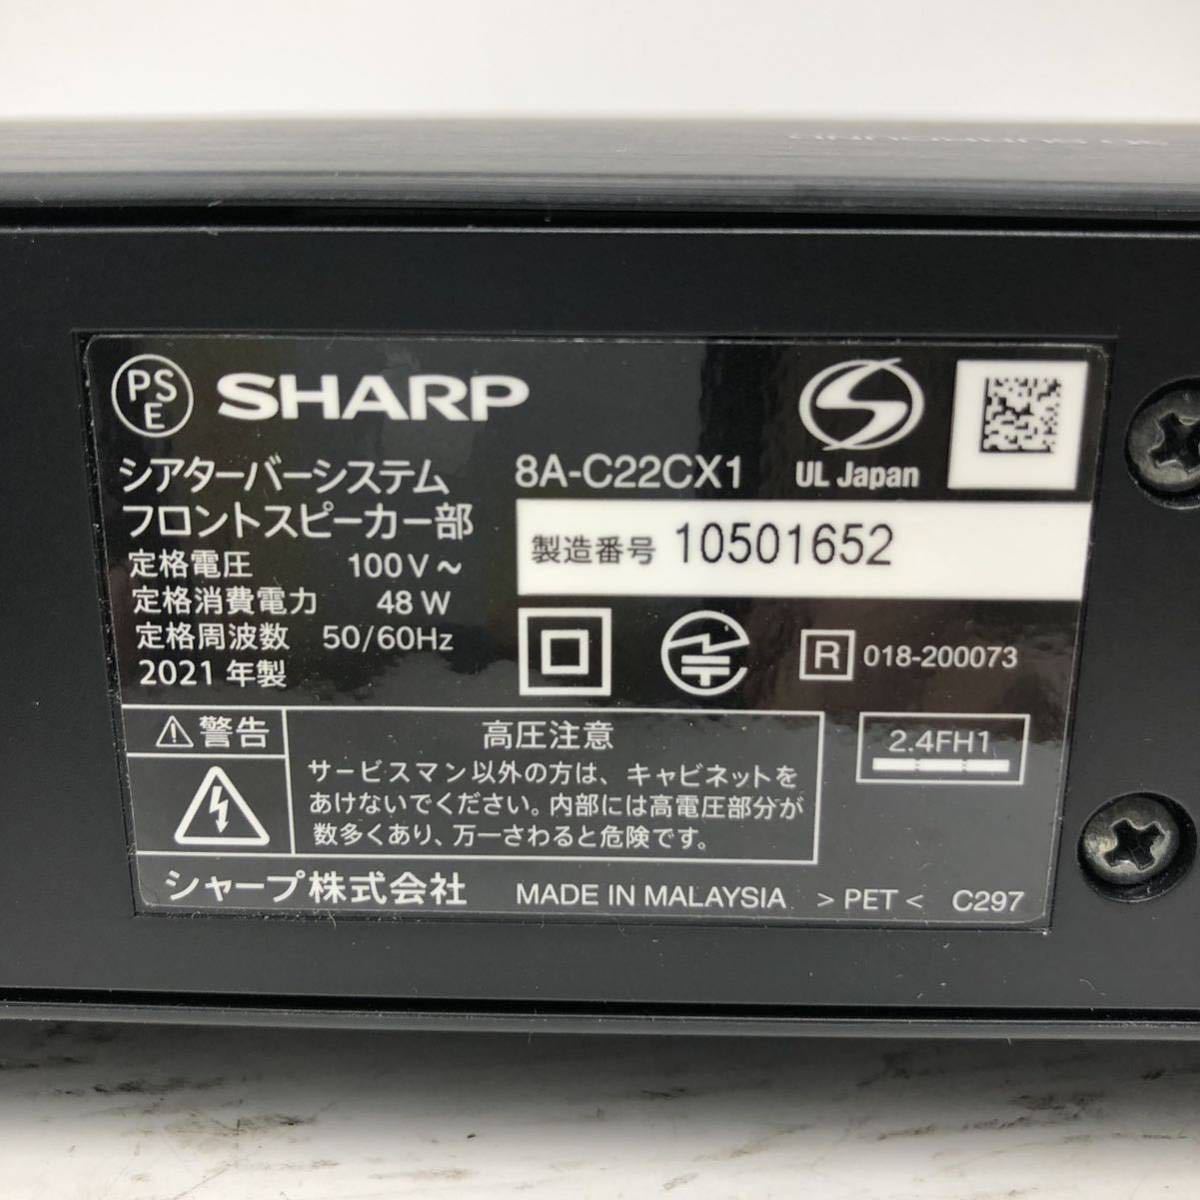 PS
E
SHARP
UL Japan
シアターバーシステム 8A-C22CX1
フロントスピーカー部
製造番号 10501652
定格電圧 100V～
定格消費電力 48W
定格周波数 50/60Hz
2021年製
R 018-200073
2.4FH1
⚠警告
高圧注意
サービスマン以外の方は、キャビネットを
あけないでください。内部には高電圧部分が
数多くあり、万一さわると危険です。
シャープ株式会社 MADE IN MALAYSIA >PET< C297